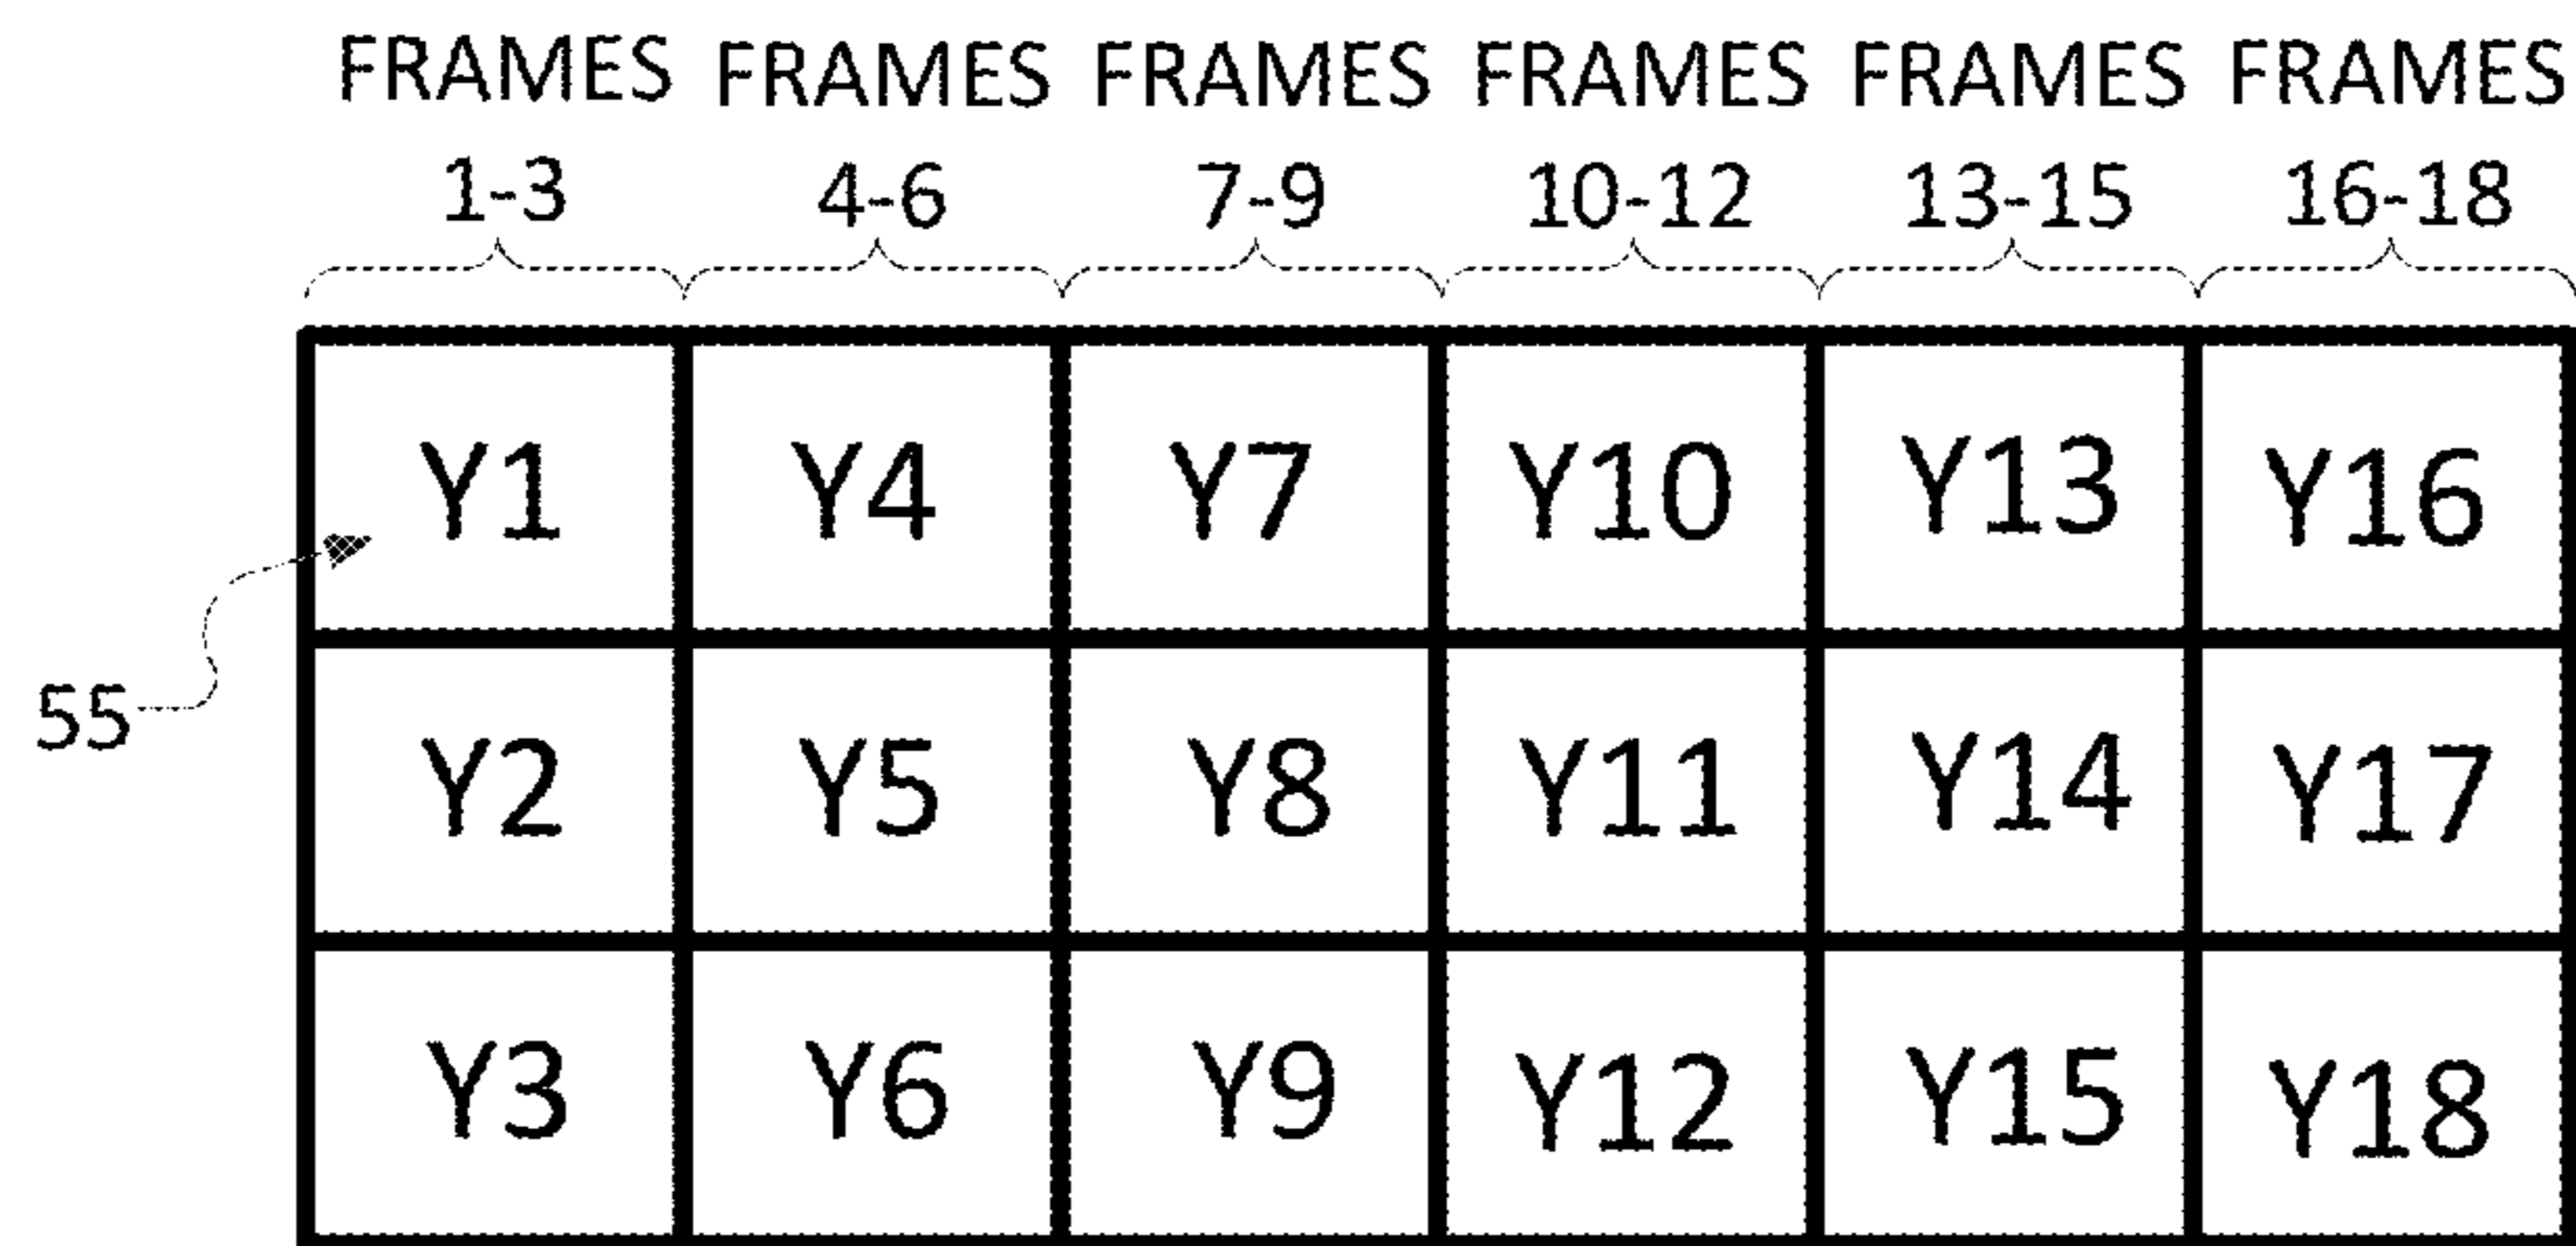 FRAMES FRAMES FRAMES FRAMES FRAMES FRAMES
1-3 4-6 7-9 10-12 13-15 16-18
Y1 Y4 Y7 Y10 Y13 Y16
55
Y2 Y5 Y8 Y11 Y14 Y17
Y3 Y6 Y9 Y12 Y15 Y18